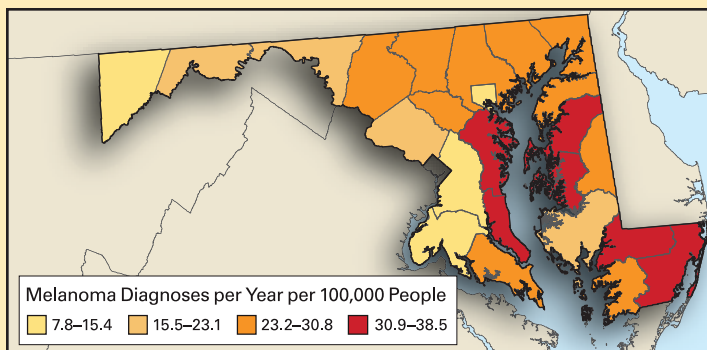 Melanoma Diagnoses per Year per 100,000 People
7.8–15.4 15.5–23.1 23.2–30.8 30.9–38.5